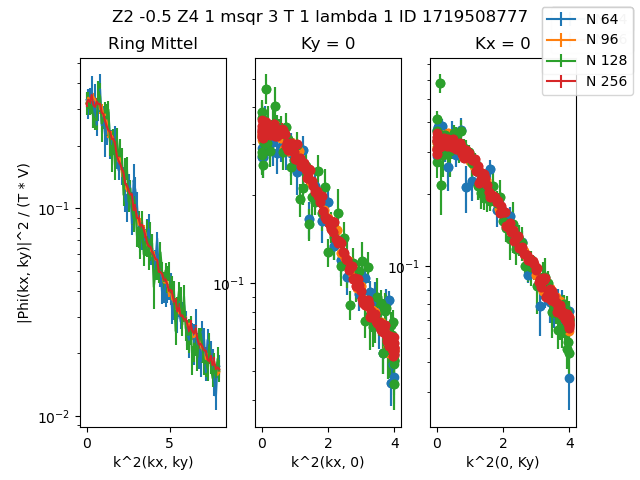 Z2 -0.5 Z4 1 msqr 3 T 1 lambda 1 ID 1719508777
N 64
N 96
N 128
N 256
Ring Mittel
Ky = 0
Kx = 0
|Phi(kx, ky)|^2 / (T * V)
10^-1
10^-2
10^-1
10^-1
0 5
0 2 4
0 2 4
k^2(kx, ky)
k^2(kx, 0)
k^2(0, Ky)